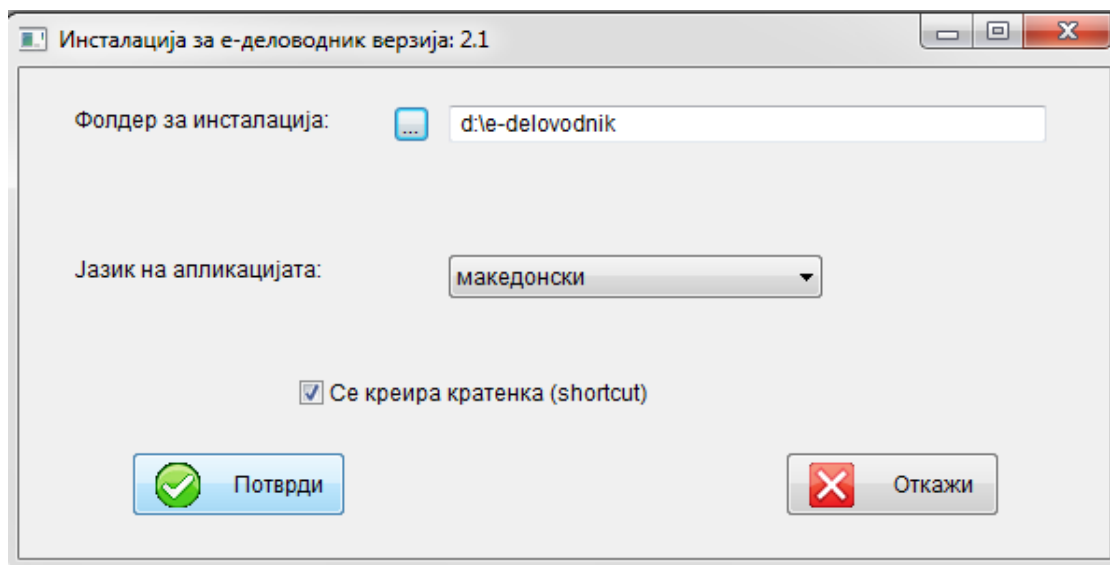 Инсталација за е-деловодник верзија: 2.1
Фолдер за инсталација: ... d:\e-delovodnik
Јазик на апликацијата: македонски
Се креира кратенка (shortcut)
Потврди Откажи